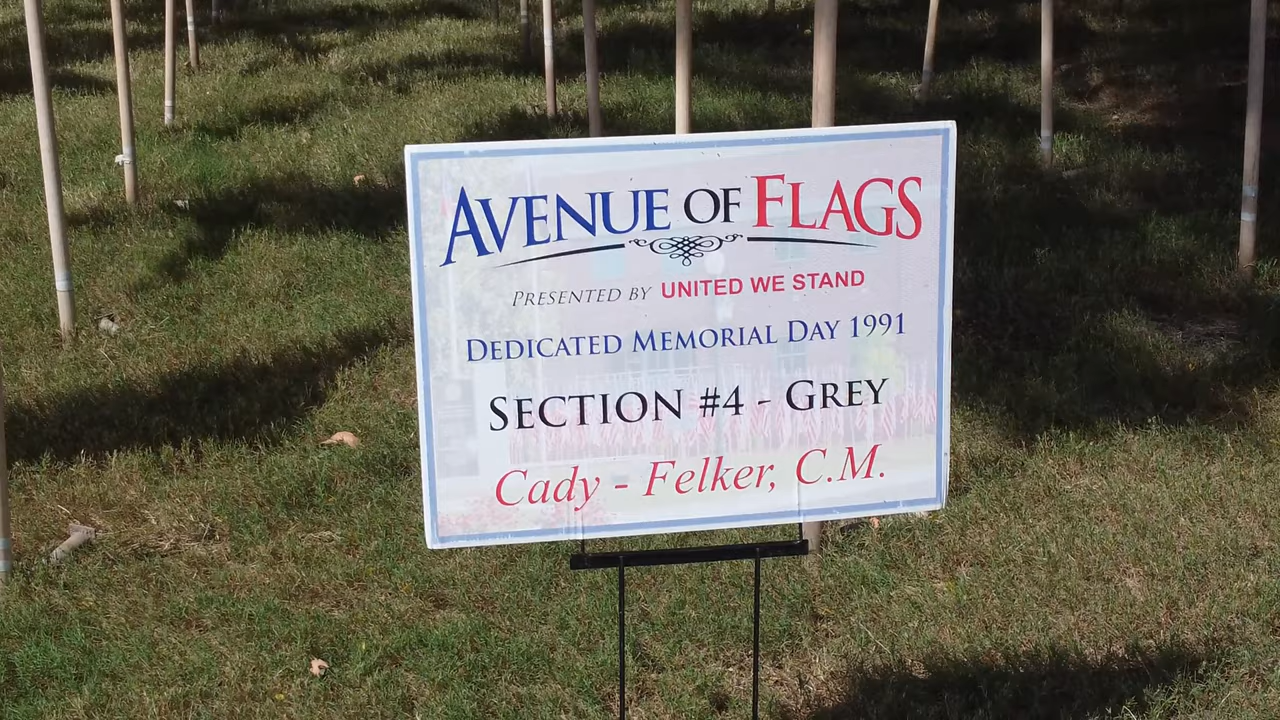 AVENUE OF FLAGS
PRESENTED BY UNITED WE STAND
DEDICATED MEMORIAL DAY 1991
SECTION #4 - GREY
Cady - Felker, C.M.